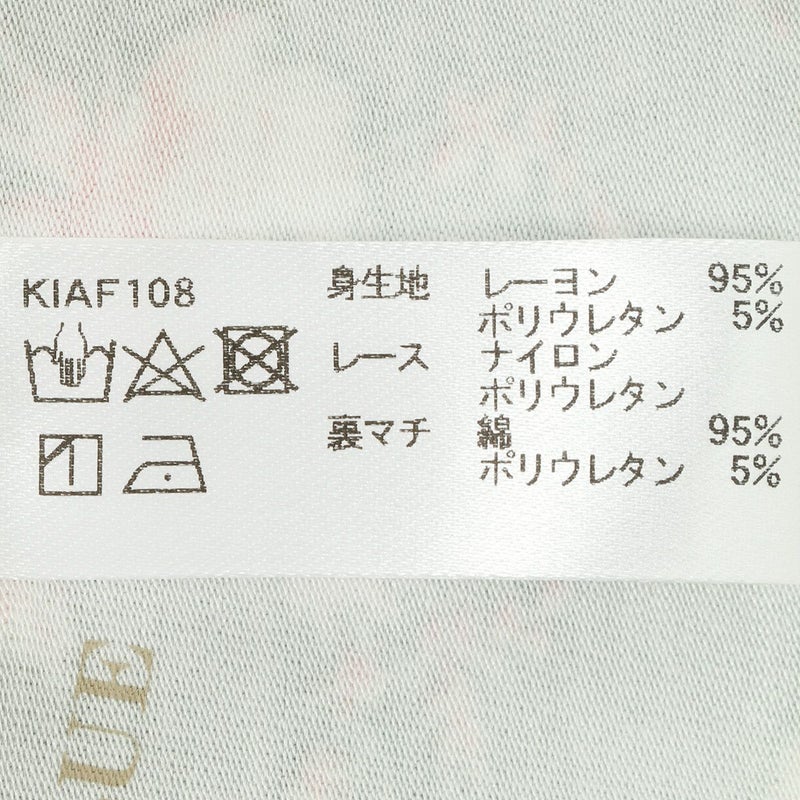 KIAF108
身生地 レーヨン 95%
ポリウレタン 5%
レース ナイロン
ポリウレタン
裏マチ 綿 95%
ポリウレタン 5%
UE